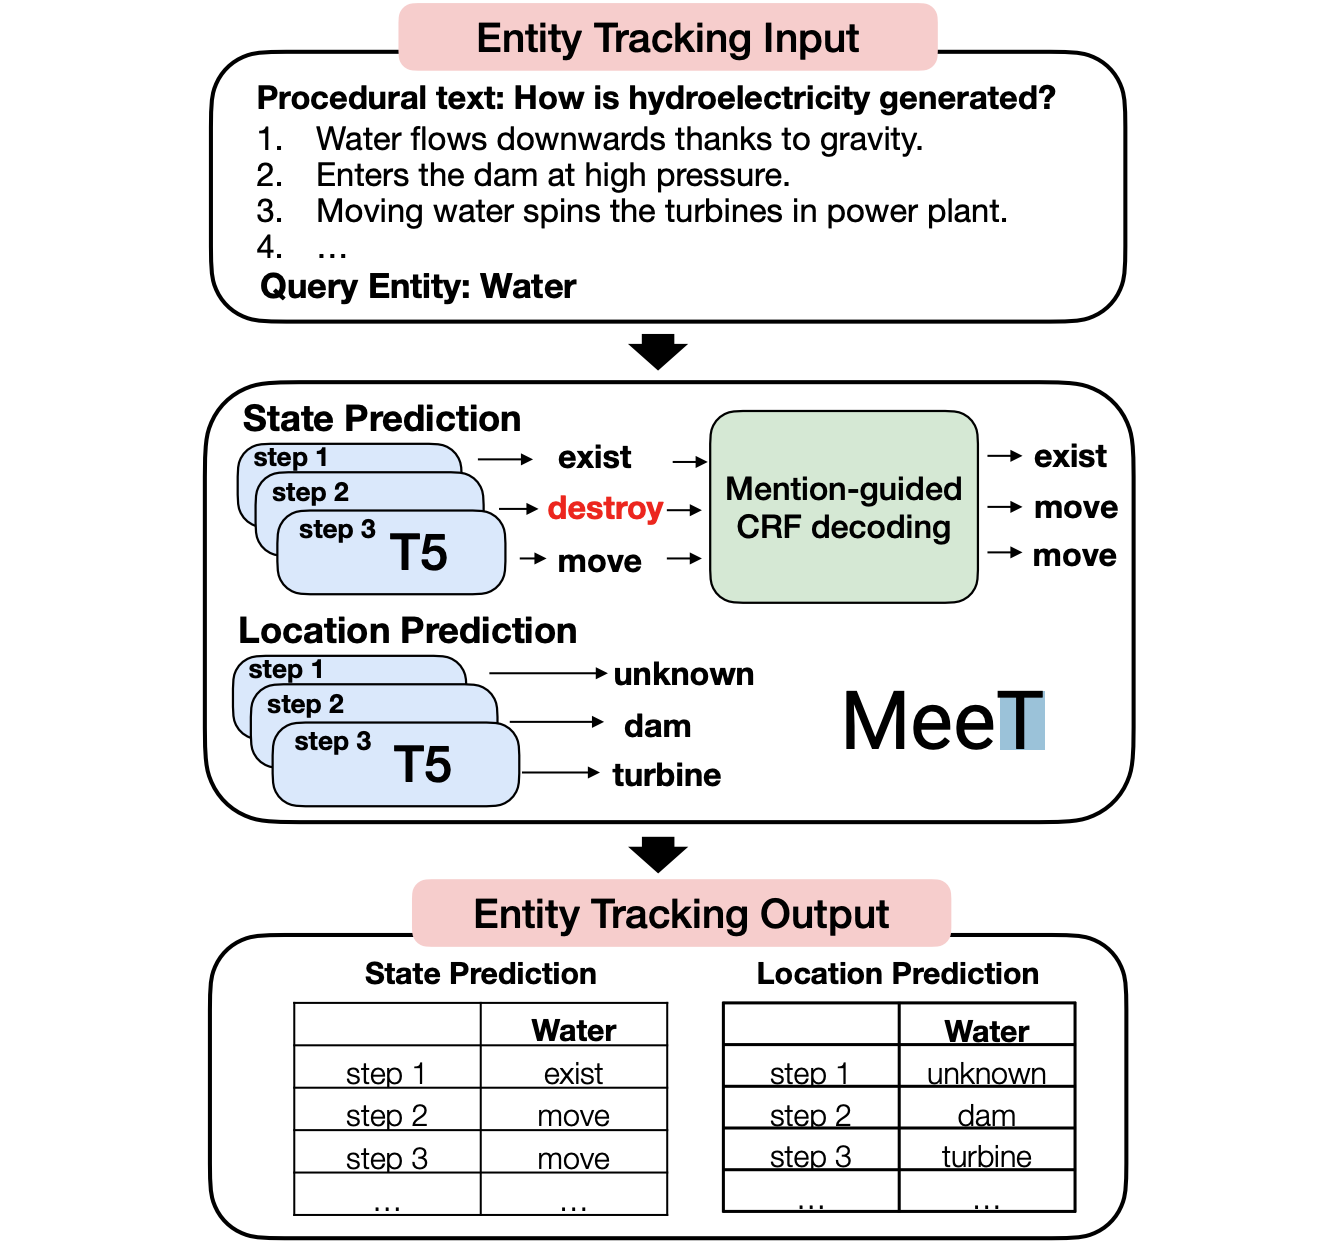 Entity Tracking Input
Procedural text: How is hydroelectricity generated?
1. Water flows downwards thanks to gravity.
2. Enters the dam at high pressure.
3. Moving water spins the turbines in power plant.
4. ...
Query Entity: Water
State Prediction
step 1
step 2
step 3 T5
exist
destroy
move
Mention-guided
CRF decoding
exist
move
move
Location Prediction
step 1
step 2
step 3 T5
unknown
dam
turbine
MeeT
Entity Tracking Output
State Prediction
Water
step 1 exist
step 2 move
step 3 move
... ...
Location Prediction
Water
step 1 unknown
step 2 dam
step 3 turbine
... ...